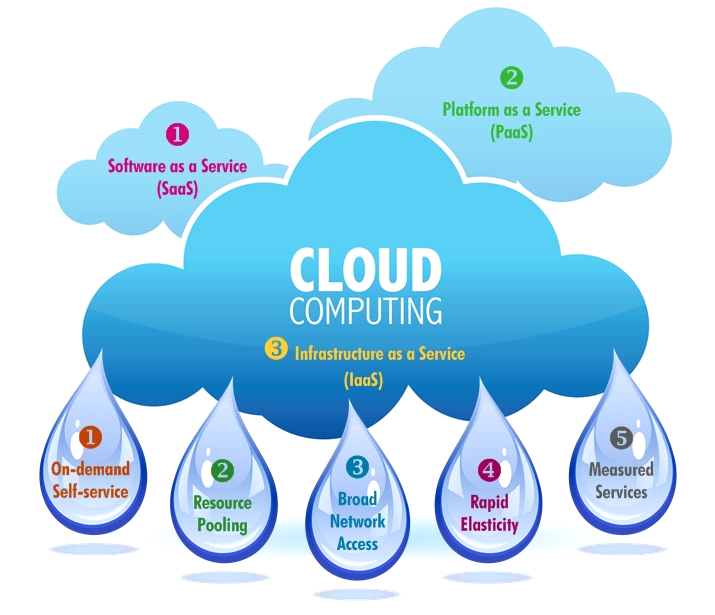 1
Software as a Service
(SaaS)
2
Platform as a Service
(PaaS)
CLOUD
COMPUTING
3 Infrastructure as a Service
(IaaS)
1
On-demand
Self-service
2
Resource
Pooling
3
Broad
Network
Access
4
Rapid
Elasticity
5
Measured
Services